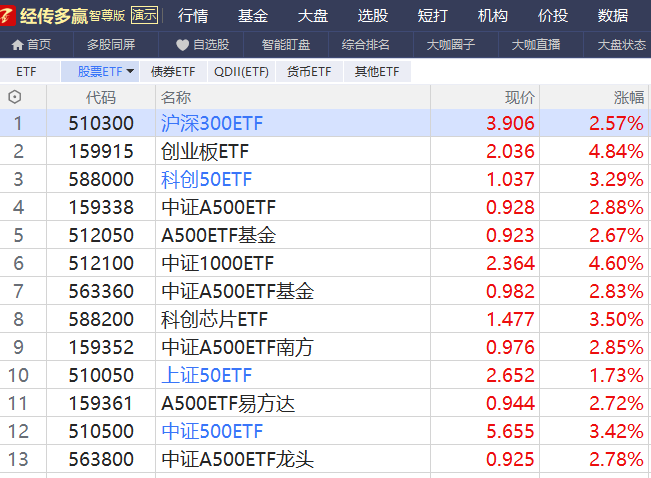 经传多赢 智尊版 演示 行情 基金 大盘 选股 短打 机构 价投 数据
首页 多股同屏 自选股 智能盯盘 综合排名 大咖圈子 大咖直播 大盘状态
ETF 股票ETF 债券ETF QDII(ETF) 货币ETF 其他ETF
代码 名称 现价 涨幅
1 510300 沪深300ETF 3.906 2.57%
2 159915 创业板ETF 2.036 4.84%
3 588000 科创50ETF 1.037 3.29%
4 159338 中证A500ETF 0.928 2.88%
5 512050 A500ETF基金 0.923 2.67%
6 512100 中证1000ETF 2.364 4.60%
7 563360 中证A500ETF基金 0.982 2.83%
8 588200 科创芯片ETF 1.477 3.50%
9 159352 中证A500ETF南方 0.976 2.85%
10 510050 上证50ETF 2.652 1.73%
11 159361 A500ETF易方达 0.944 2.72%
12 510500 中证500ETF 5.655 3.42%
13 563800 中证A500ETF龙头 0.925 2.78%